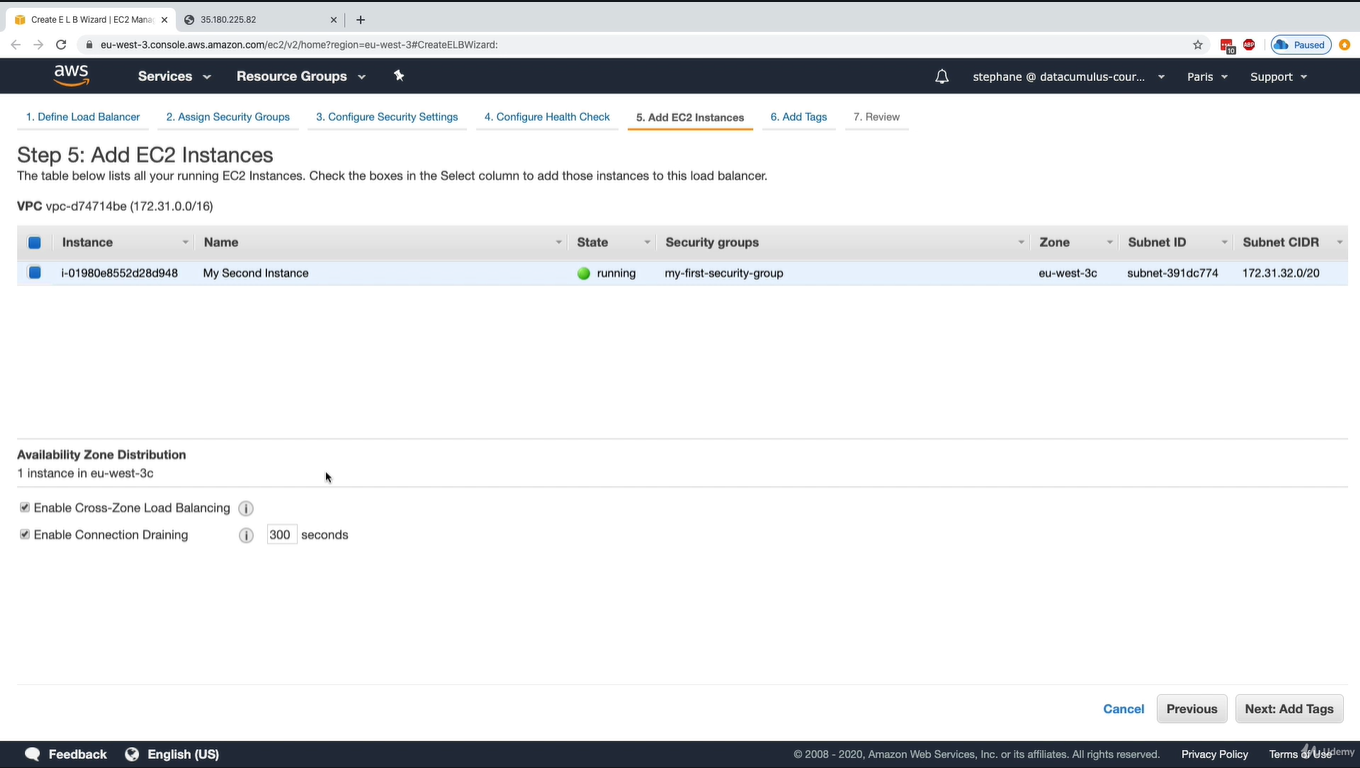 Create E L B Wizard | EC2 Mana
35.180.225.82
eu-west-3.console.aws.amazon.com/ec2/v2/home?region=eu-west-3#CreateELBWizard:
10
ABP
Paused
aws
Services
Resource Groups
stephane @ datacumulus-cour...
Paris
Support
1. Define Load Balancer
2. Assign Security Groups
3. Configure Security Settings
4. Configure Health Check
5. Add EC2 Instances
6. Add Tags
7. Review
Step 5: Add EC2 Instances
The table below lists all your running EC2 Instances. Check the boxes in the Select column to add those instances to this load balancer.
VPC vpc-d74714be (172.31.0.0/16)
Instance Name State Security groups Zone Subnet ID Subnet CIDR
i-01980e8552d28d948 My Second Instance running my-first-security-group eu-west-3c subnet-391dc774 172.31.32.0/20
Availability Zone Distribution
1 instance in eu-west-3c
Enable Cross-Zone Load Balancing
Enable Connection Draining 300 seconds
Cancel
Previous
Next: Add Tags
Feedback
English (US)
© 2008 - 2020, Amazon Web Services, Inc. or its affiliates. All rights reserved.
Privacy Policy
Terms of Use
Udemy